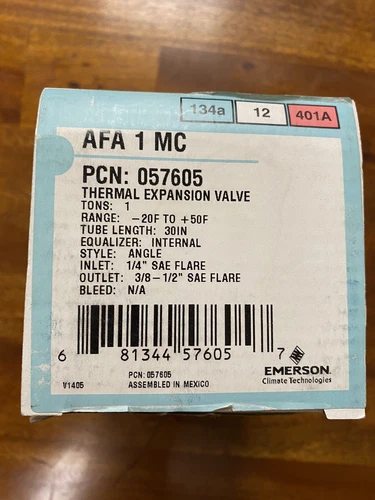 134a 12 401A
AFA 1 MC
PCN: 057605
THERMAL EXPANSION VALVE
TONS: 1
RANGE: -20F TO +50F
TUBE LENGTH: 30IN
EQUALIZER: INTERNAL
STYLE: ANGLE
INLET: 1/4" SAE FLARE
OUTLET: 3/8-1/2" SAE FLARE
BLEED: N/A
6 81344 57605 7
PCN: 057605
V1405 ASSEMBLED IN MEXICO
EMERSON
Climate Technologies